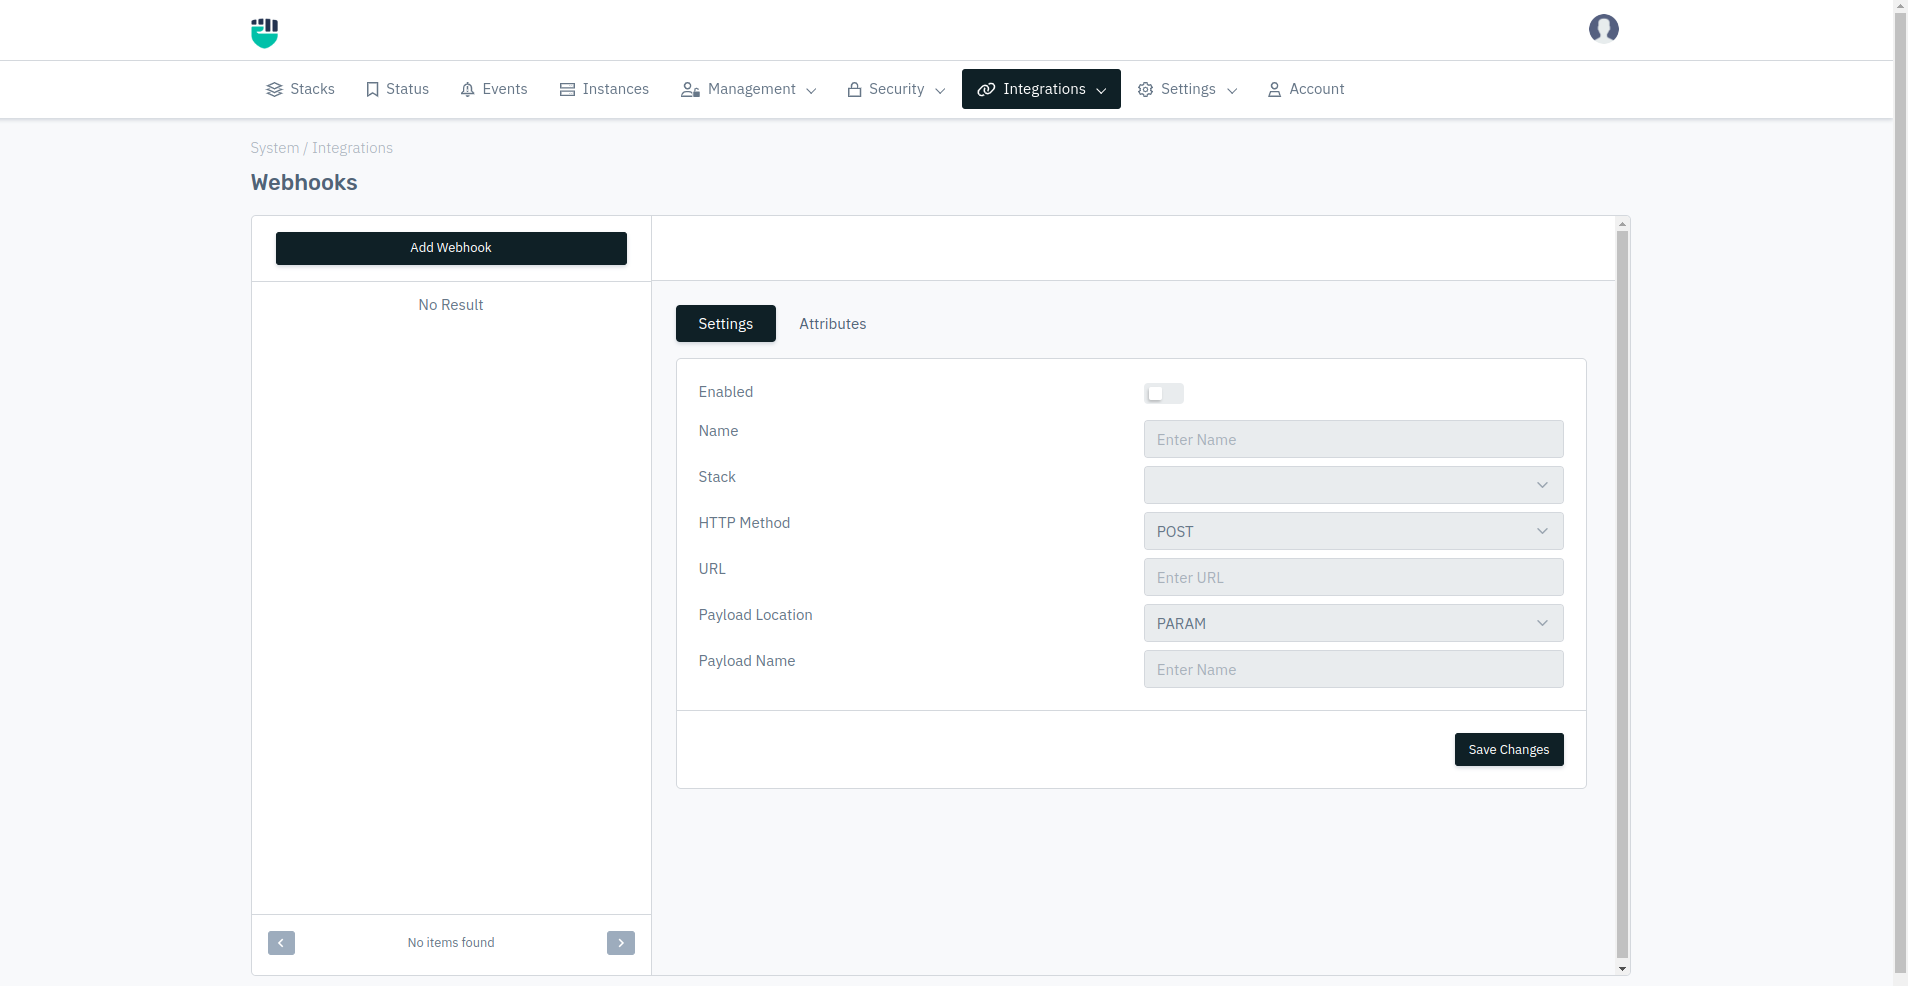 Stacks
Status
Events
Instances
Management
Security
Integrations
Settings
Account
System / Integrations
Webhooks
Add Webhook
No Result
No items found
Settings
Attributes
Enabled
Name
Enter Name
Stack
HTTP Method
POST
URL
Enter URL
Payload Location
PARAM
Payload Name
Enter Name
Save Changes